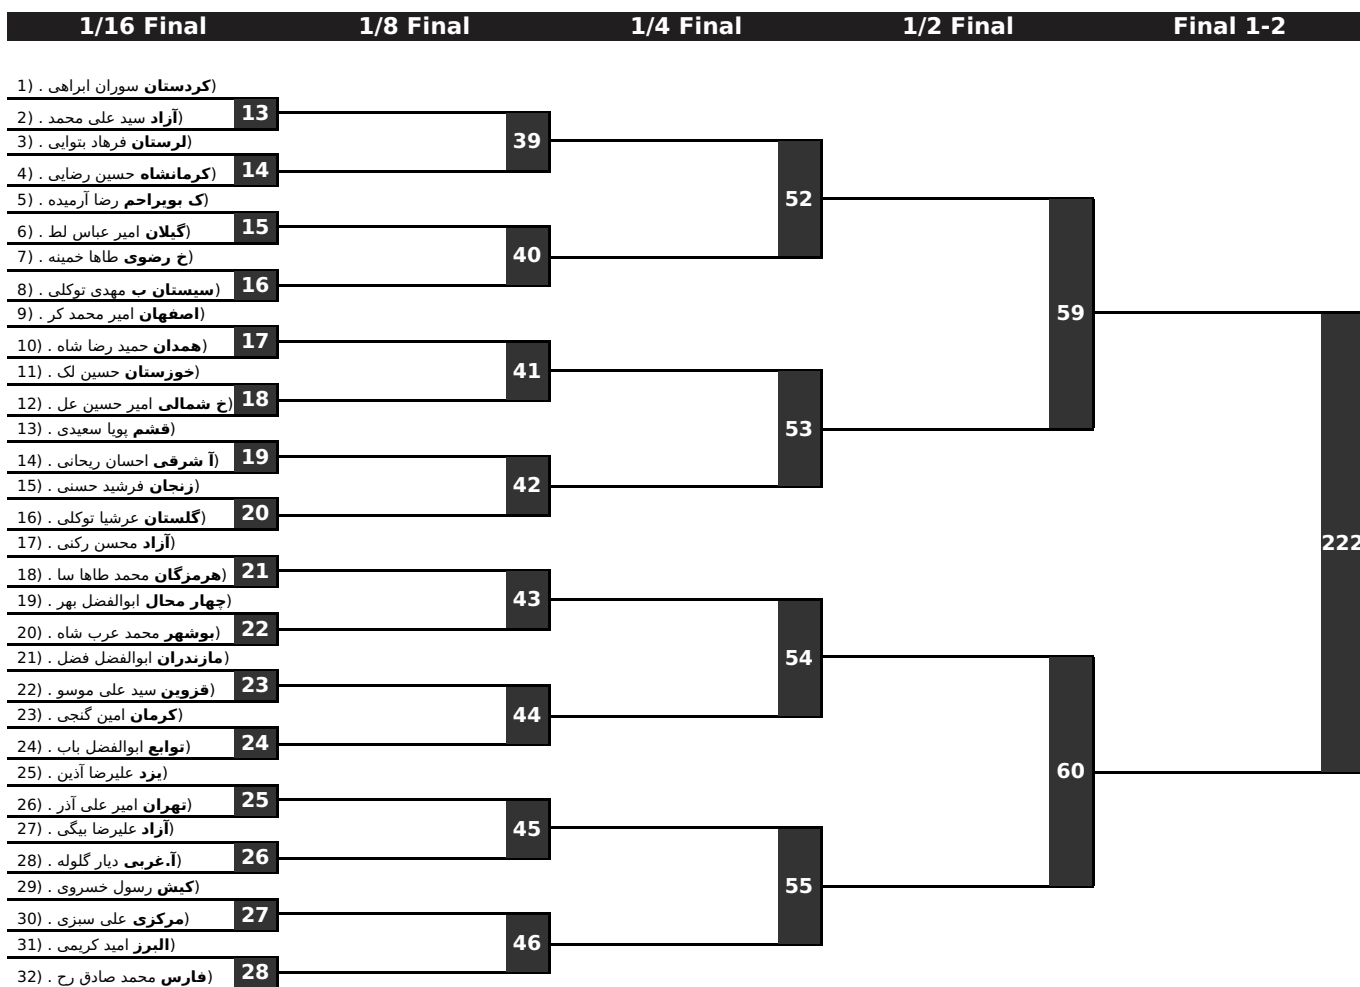 1/16 Final 1/8 Final 1/4 Final 1/2 Final Final 1-2
1) . سوران ابراهی کردستان)
13
2) . سید علی محمد آزاد)
39
3) . فرهاد بتوایی لرستان)
14
4) . حسین رضایی کرمانشاه)
52
5) . رضا آرمیده ک بویراحم)
15
6) . امیر عباس لط گیلان)
40
7) . طاها خمینه خ رضوی)
16
8) . مهدی توکلی سیستان ب)
59
9) . امیر محمد کر اصفهان)
17
10) . حمید رضا شاه همدان)
41
11) . حسین لک خوزستان)
18
12) . امیر حسین عل خ شمالی)
53
13) . پویا سعیدی قشم)
19
14) . احسان ریحانی آ شرقی)
42
15) . فرشید حسنی زنجان)
20
16) . عرشیا توکلی گلستان)
222
17) . محسن رکنی آزاد)
21
18) . محمد طاها سا هرمزگان)
43
19) . ابوالفضل بهر چهار محال)
22
20) . محمد عرب شاه بوشهر)
54
21) . ابوالفضل فضل مازندران)
23
22) . سید علی موسو قزوین)
44
23) . امین گنجی کرمان)
24
24) . ابوالفضل باب توابع)
60
25) . علیرضا آذین یزد)
25
26) . امیر علی آذر تهران)
45
27) . علیرضا بیگی آزاد)
26
28) . دیار گلوله آ.غربی)
55
29) . رسول خسروی کیش)
27
30) . علی سبزی مرکزی)
46
31) . امید کریمی البرز)
28
32) . محمد صادق رح فارس)